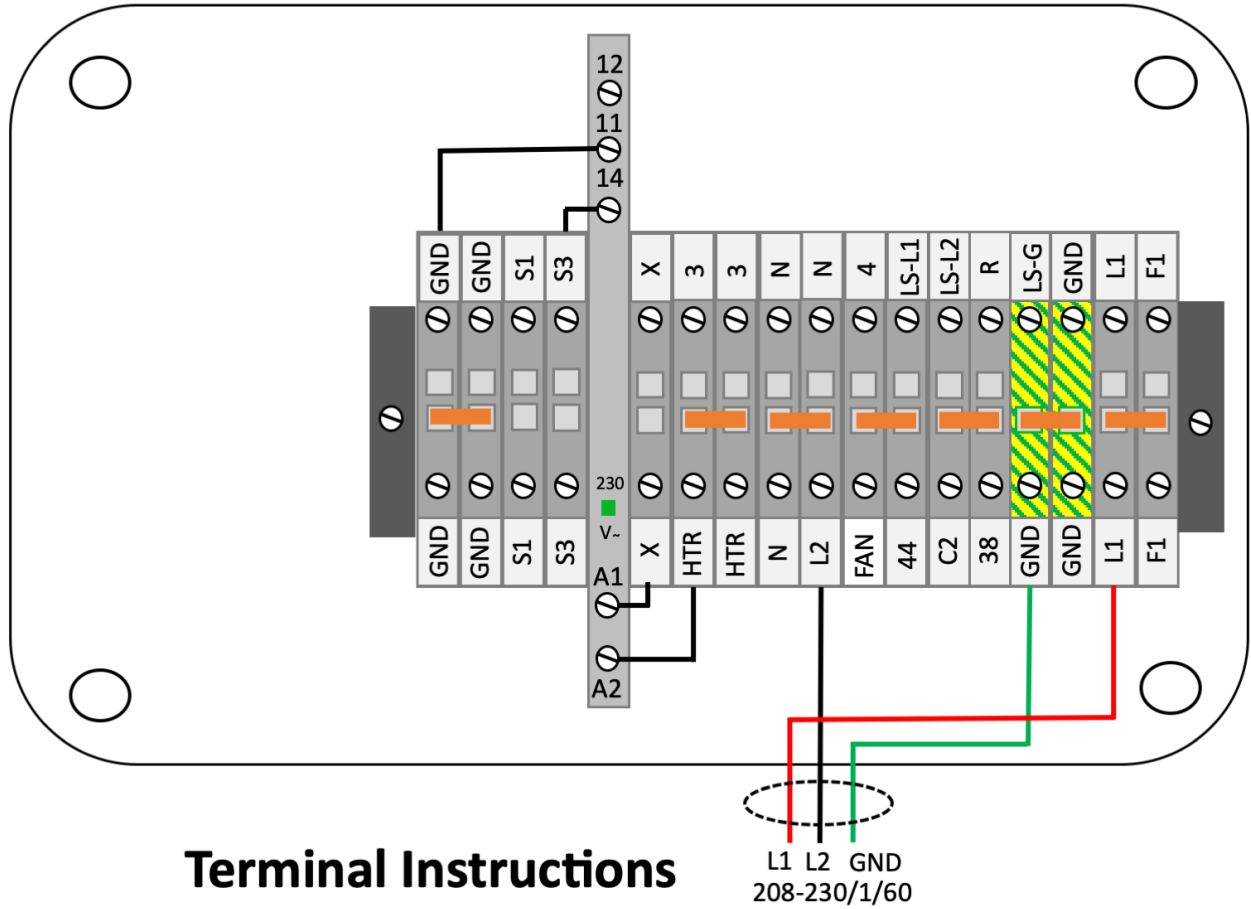 12
11
14
GND GND S1 S3 X 3 3 N N 4 LS-L1 LS-L2 R LS-G GND L1 F1
230
V~
GND GND S1 S3 X HTR HTR N L2 FAN 44 C2 38 GND GND L1 F1
A1
A2
Terminal Instructions
L1 L2 GND
208-230/1/60